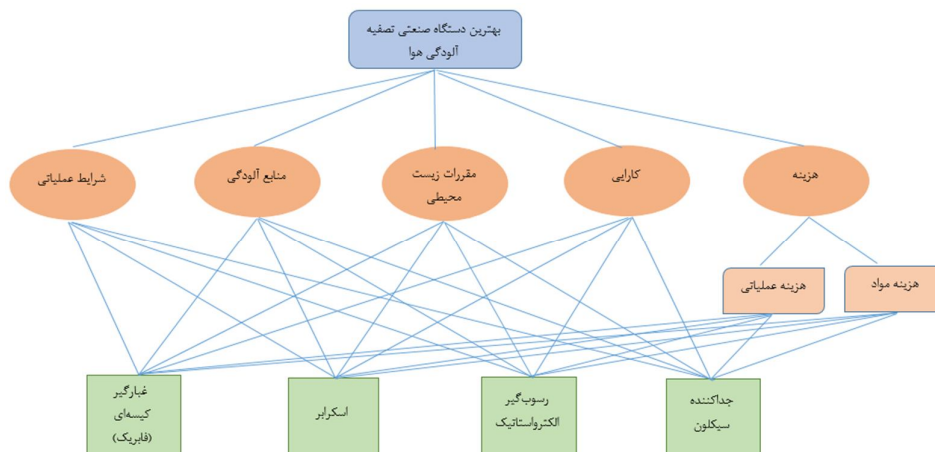 بهترین دستگاه صنعتی تصفیه
آلودگی هوا
هزینه
کارایی
مقررات زیست
محیطی
منابع آلودگی
شرایط عملیاتی
هزینه مواد
هزینه عملیاتی
جداکننده
سیکلون
رسوب‌گیر
الکترواستاتیک
اسکرابر
غبارگیر
کیسه‌ای
(فابریک)